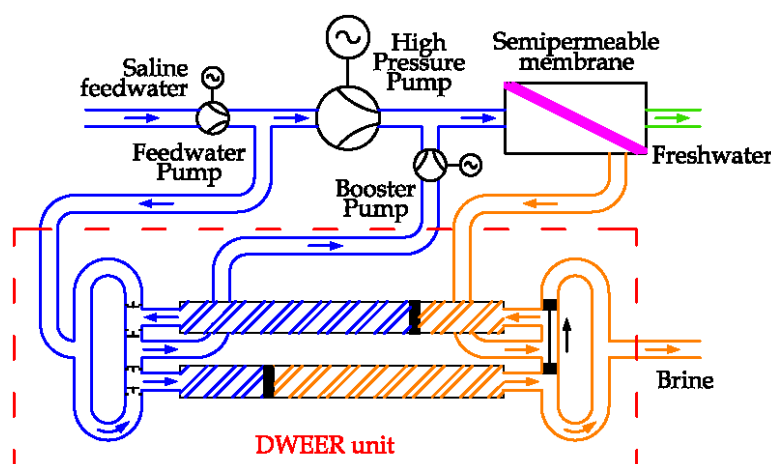 High
Pressure
Pump
Semipermeable
membrane
Saline
feedwater
Feedwater
Pump
Freshwater
Booster
Pump
Brine
DWEER unit